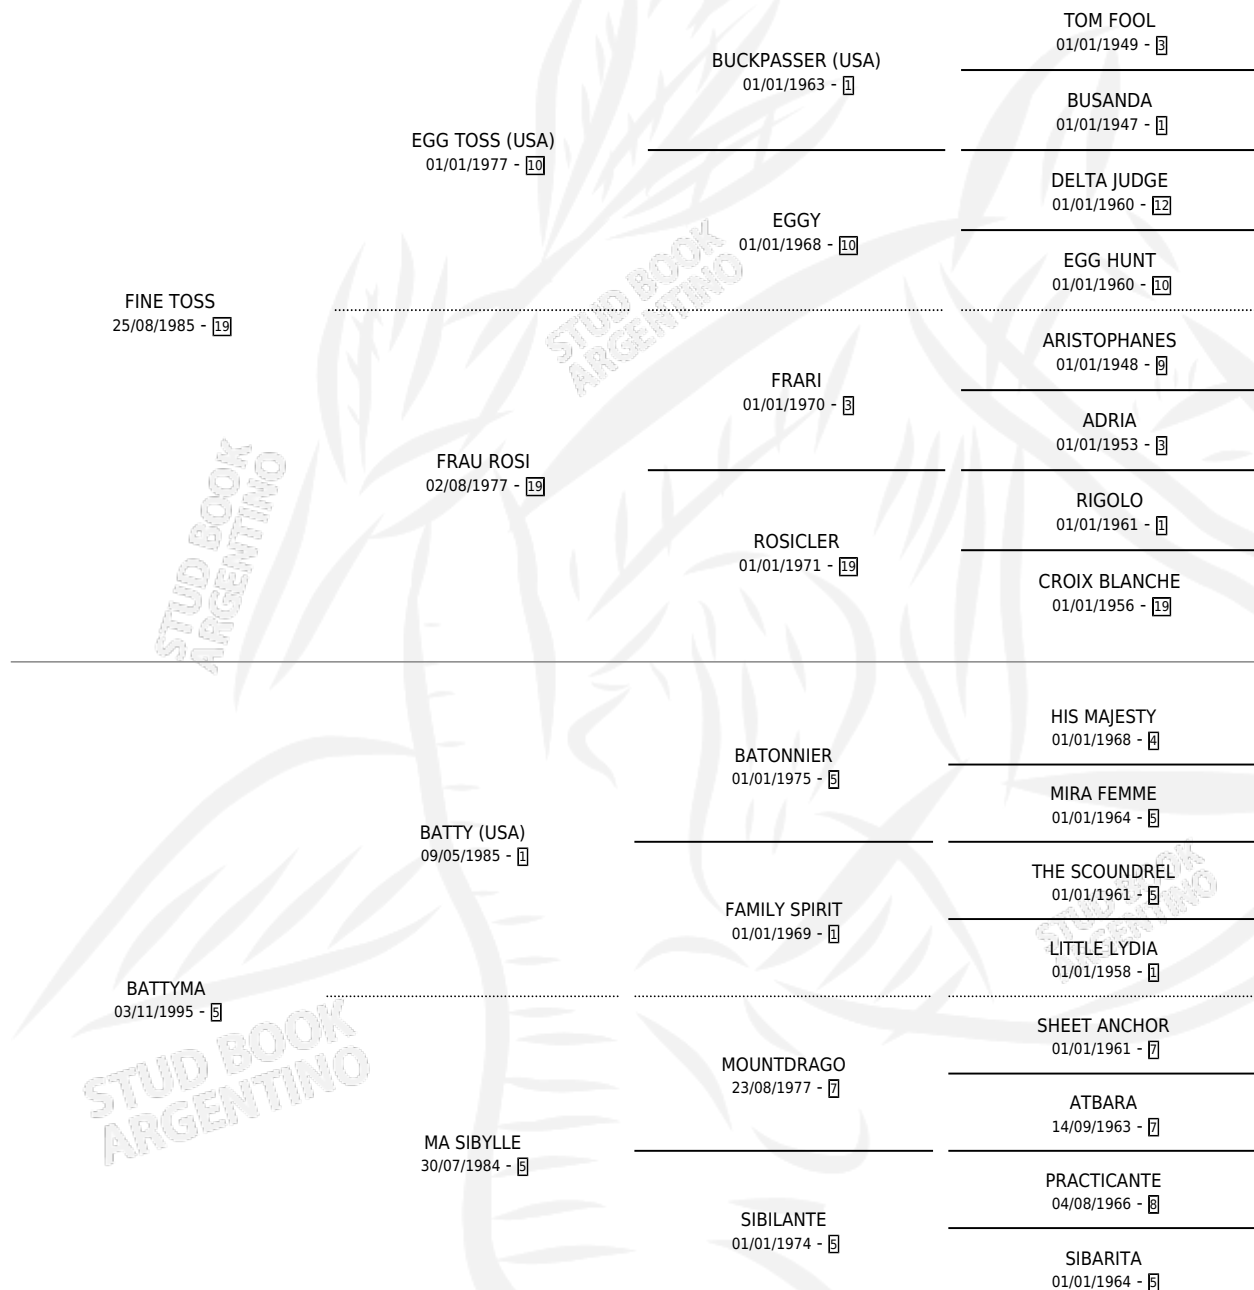 TOM FOOL
01/01/1949 - 3
BUCKPASSER (USA)
01/01/1963 - 1
BUSANDA
01/01/1947 - 1
EGG TOSS (USA)
01/01/1977 - 10
DELTA JUDGE
01/01/1960 - 12
EGGY
01/01/1968 - 10
EGG HUNT
01/01/1960 - 10
FINE TOSS
25/08/1985 - 19
ARISTOPHANES
01/01/1948 - 9
FRARI
01/01/1970 - 3
ADRIA
01/01/1953 - 3
FRAU ROSI
02/08/1977 - 19
RIGOLO
01/01/1961 - 1
ROSICLER
01/01/1971 - 19
CROIX BLANCHE
01/01/1956 - 19
HIS MAJESTY
01/01/1968 - 4
BATONNIER
01/01/1975 - 5
MIRA FEMME
01/01/1964 - 5
BATTY (USA)
09/05/1985 - 1
THE SCOUNDREL
01/01/1961 - 5
FAMILY SPIRIT
01/01/1969 - 1
LITTLE LYDIA
01/01/1958 - 1
BATTYMA
03/11/1995 - 5
SHEET ANCHOR
01/01/1961 - 7
MOUNTDRAGO
23/08/1977 - 7
ATBARA
14/09/1963 - 7
MA SIBYLLE
30/07/1984 - 5
PRACTICANTE
04/08/1966 - 8
SIBILANTE
01/01/1974 - 5
SIBARITA
01/01/1964 - 5
STUD BOOK
ARGENTINO
STUD BOOK
ARGENTINO
STUD BOOK
ARGENTINO
STUD BOOK
ARGENTINO